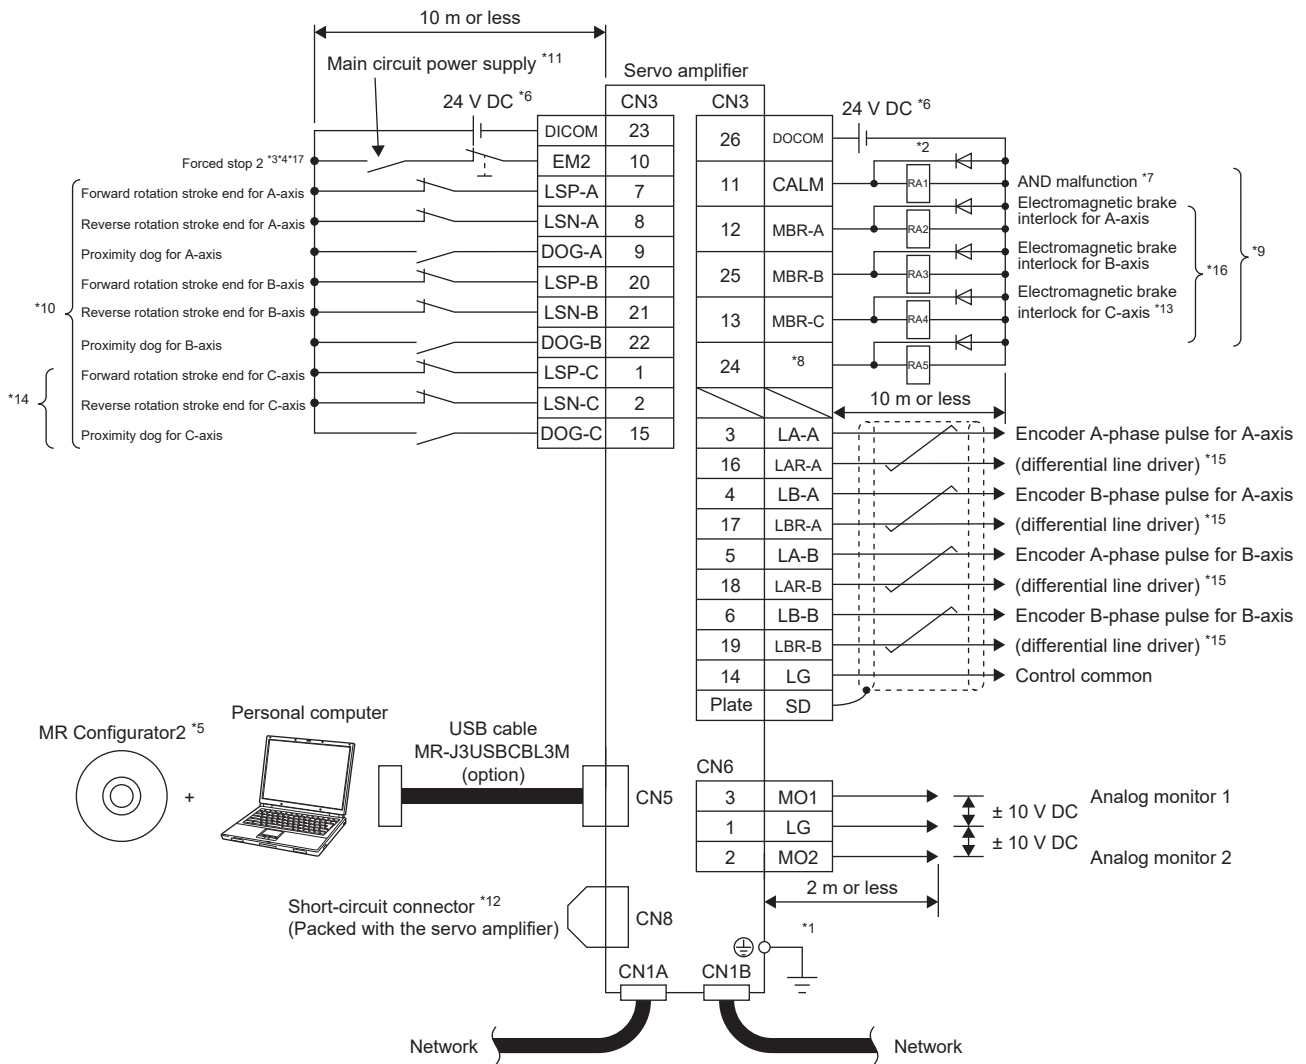 10 m or less
Main circuit power supply *11
Servo amplifier
24 V DC *6
CN3
CN3
24 V DC *6
DICOM 23
26 DOCOM
*2
Forced stop 2 *3*4*17
EM2 10
Forward rotation stroke end for A-axis
LSP-A 7
11 CALM
RA1
AND malfunction *7
Reverse rotation stroke end for A-axis
LSN-A 8
12 MBR-A
RA2
Electromagnetic brake
interlock for A-axis
Proximity dog for A-axis
DOG-A 9
25 MBR-B
RA3
Electromagnetic brake
interlock for B-axis
*16
*9
Forward rotation stroke end for B-axis
LSP-B 20
*10
Reverse rotation stroke end for B-axis
LSN-B 21
13 MBR-C
RA4
Electromagnetic brake
interlock for C-axis *13
Proximity dog for B-axis
DOG-B 22
24 *8
RA5
Forward rotation stroke end for C-axis
LSP-C 1
*14
Reverse rotation stroke end for C-axis
LSN-C 2
10 m or less
Proximity dog for C-axis
DOG-C 15
3 LA-A
Encoder A-phase pulse for A-axis
16 LAR-A
(differential line driver) *15
4 LB-A
Encoder B-phase pulse for A-axis
17 LBR-A
(differential line driver) *15
5 LA-B
Encoder A-phase pulse for B-axis
18 LAR-B
(differential line driver) *15
6 LB-B
Encoder B-phase pulse for B-axis
19 LBR-B
(differential line driver) *15
14 LG
Control common
Plate SD
MR Configurator2 *5
+
Personal computer
USB cable
MR-J3USBCBL3M
(option)
CN5
CN6
3 MO1
Analog monitor 1
± 10 V DC
1 LG
± 10 V DC
2 MO2
Analog monitor 2
2 m or less
Short-circuit connector *12
(Packed with the servo amplifier)
CN8
*1
CN1A
CN1B
Network
Network